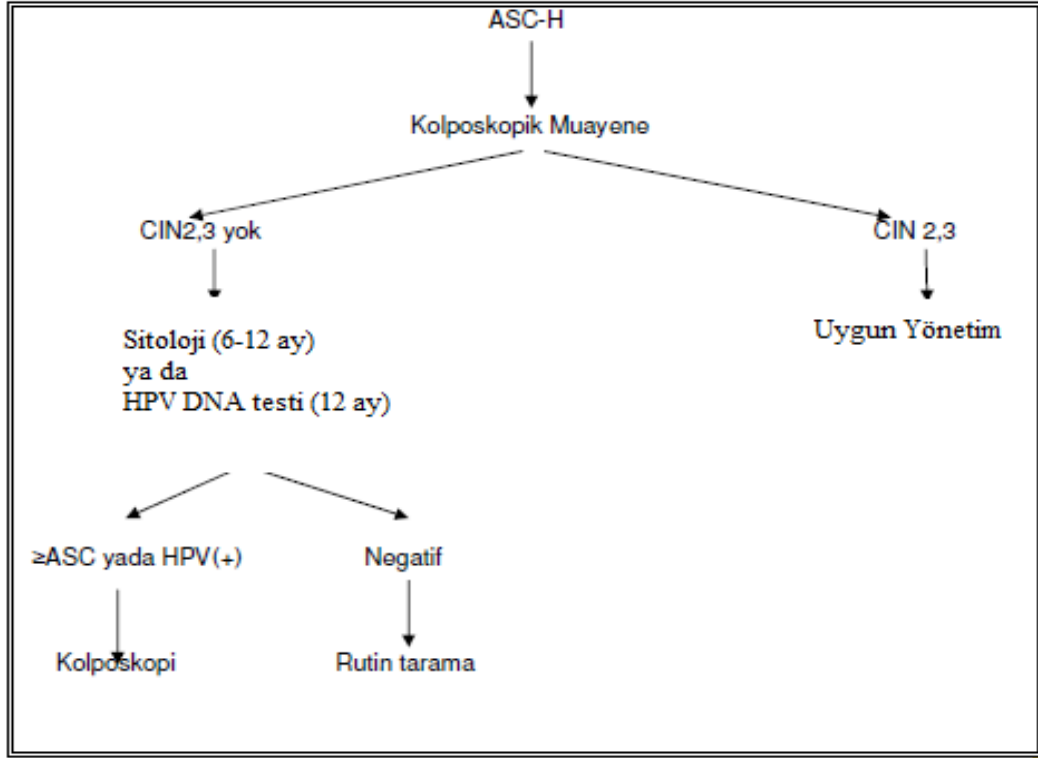 ASC-H
Kolposkopik Muayene
CIN2,3 yok
CIN 2,3
Sitoloji (6-12 ay)
ya da
HPV DNA testi (12 ay)
Uygun Yönetim
≥ASC yada HPV(+)
Negatif
Kolposkopi
Rutin tarama